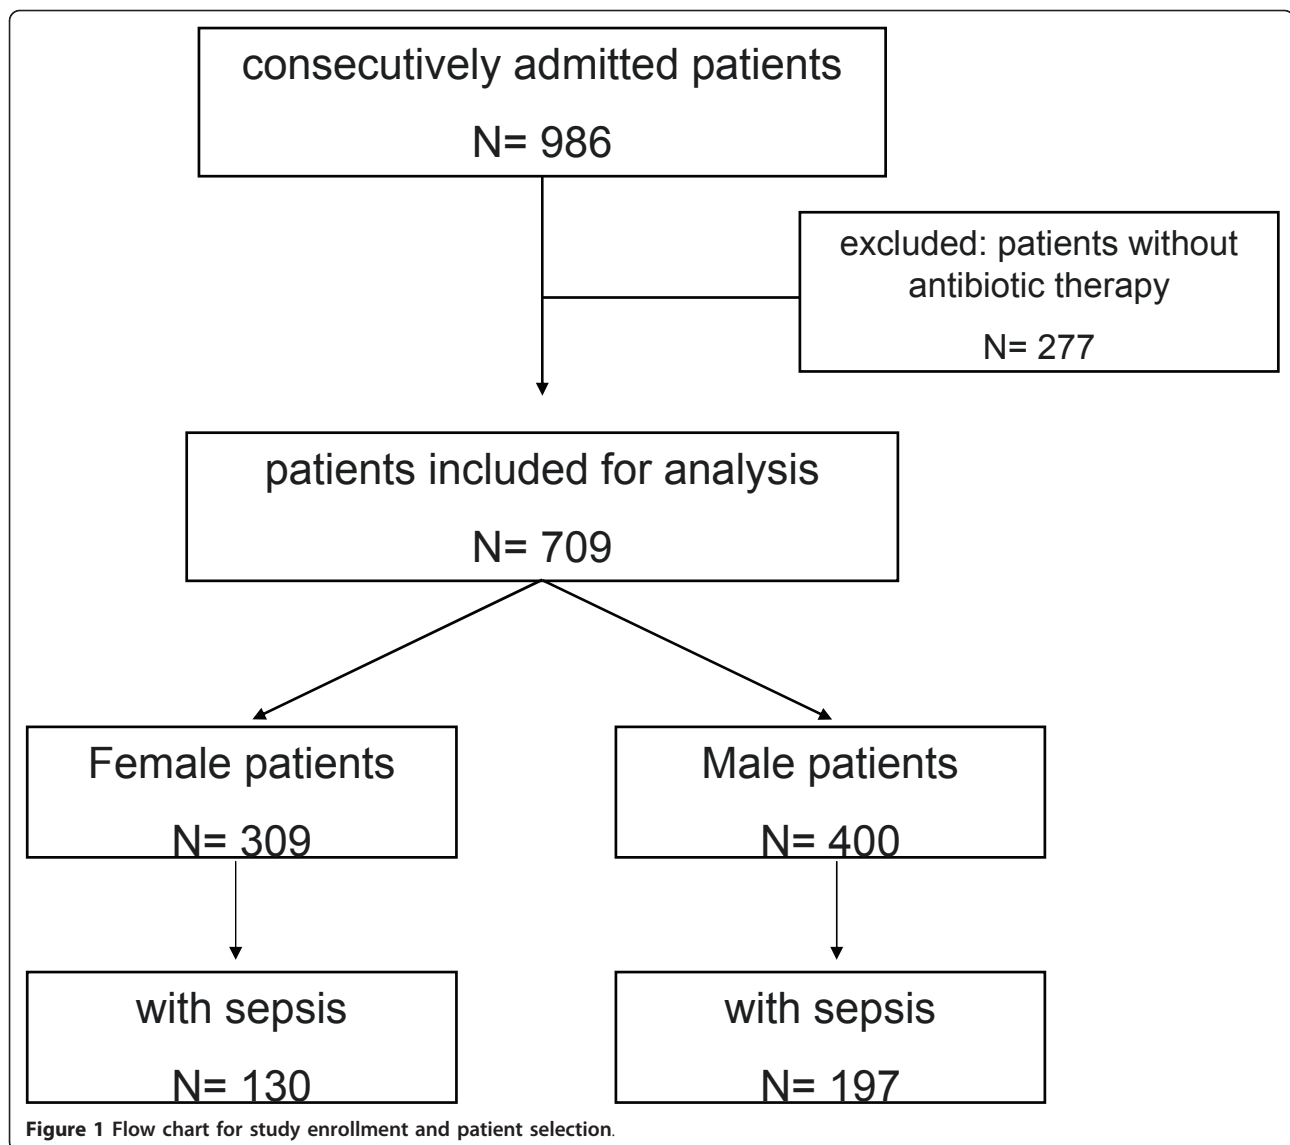 consecutively admitted patients
N= 986
excluded: patients without
antibiotic therapy
N= 277
patients included for analysis
N= 709
Female patients
N= 309
Male patients
N= 400
with sepsis
N= 130
with sepsis
N= 197
Figure 1 Flow chart for study enrollment and patient selection.